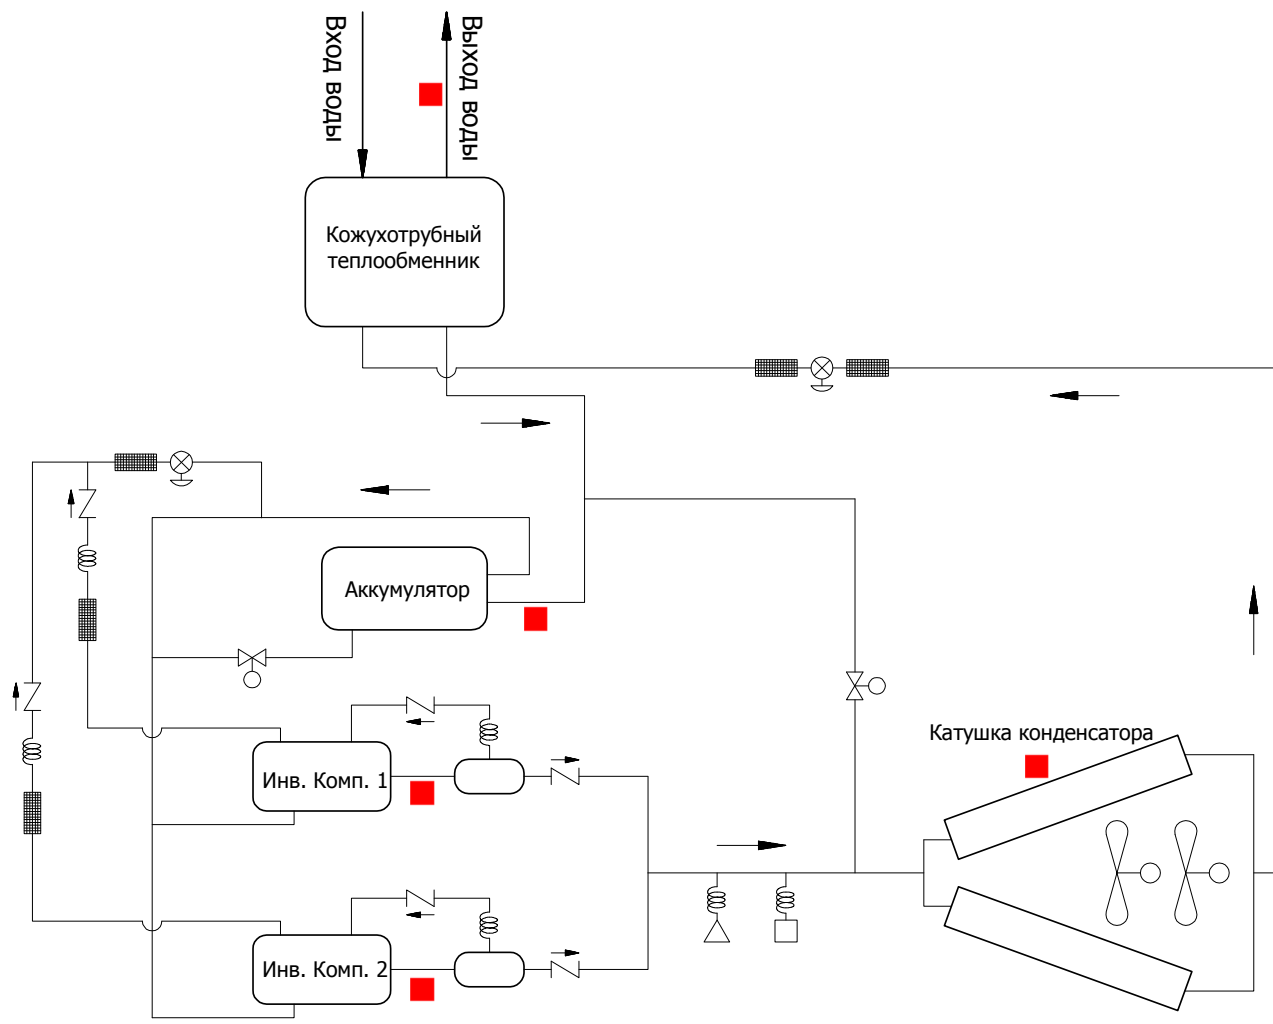 Вход воды
Выход воды
Кожухотрубный
теплообменник
Аккумулятор
Катушка конденсатора
Инв. Комп. 1
Инв. Комп. 2